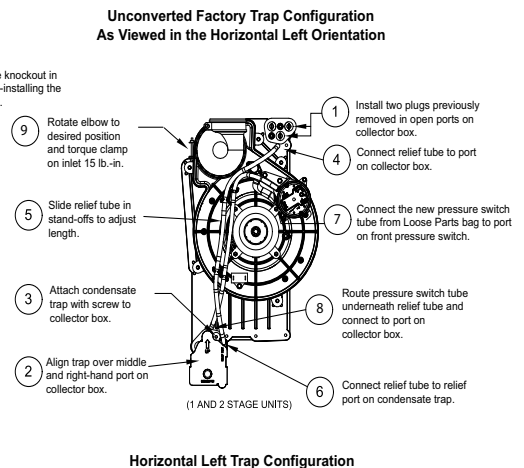 Unconverted Factory Trap Configuration
As Viewed in the Horizontal Left Orientation
knockout in
-installing the
9
Rotate elbow to
desired position
and torque clamp
on inlet 15 lb.-in.
1
Install two plugs previously
removed in open ports on
collector box.
4
Connect relief tube to port
on collector box.
5
Slide relief tube in
stand-offs to adjust
length.
7
Connect the new pressure switch
tube from Loose Parts bag to port
on front pressure switch.
3
Attach condensate
trap with screw to
collector box.
8
Route pressure switch tube
underneath relief tube and
connect to port on
collector box.
2
Align trap over middle
and right-hand port on
collector box.
6
Connect relief tube to relief
port on condensate trap.
(1 AND 2 STAGE UNITS)
Horizontal Left Trap Configuration